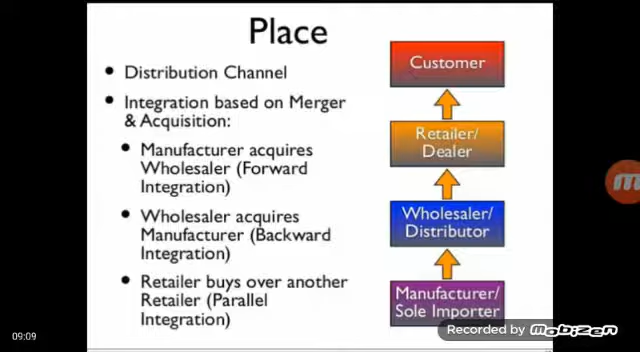 Place
• Distribution Channel
• Integration based on Merger
& Acquisition:
• Manufacturer acquires
Wholesaler (Forward
Integration)
• Wholesaler acquires
Manufacturer (Backward
Integration)
• Retailer buys over another
Retailer (Parallel
Integration)
Customer
Retailer/
Dealer
Wholesaler/
Distributor
Manufacturer/
Sole Importer
Recorded by Mobizen
09:09